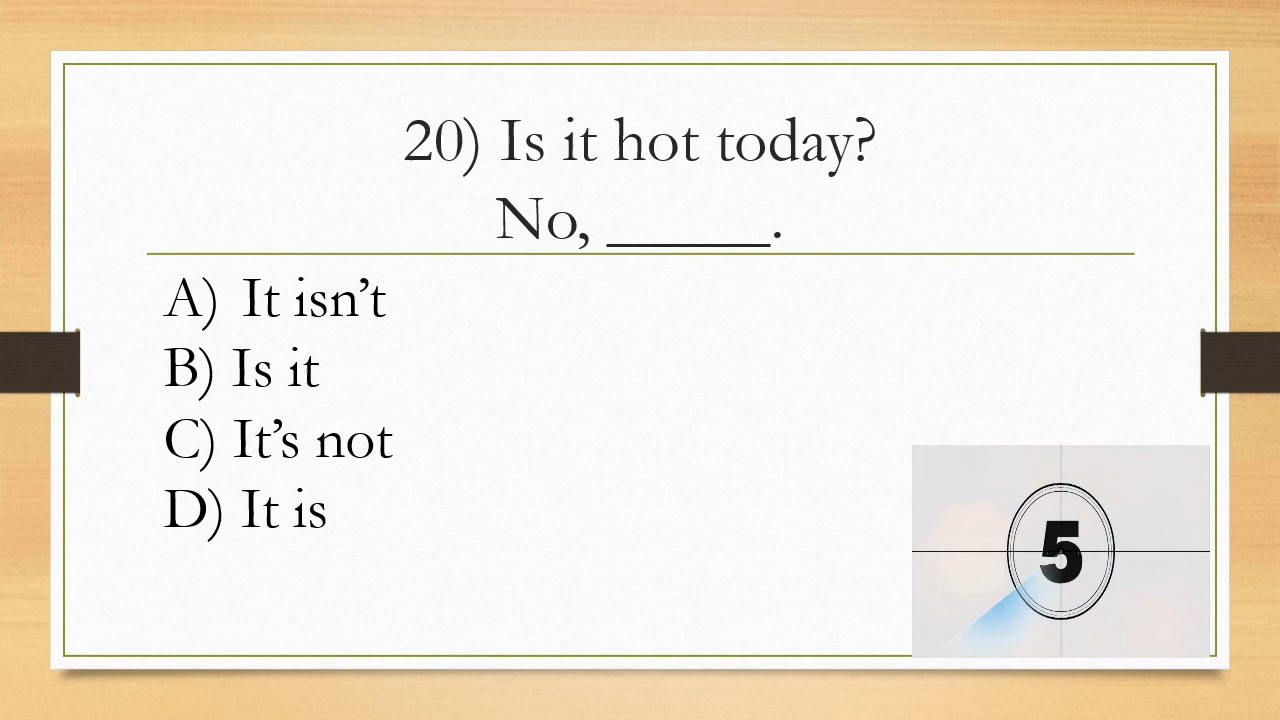 20) Is it hot today?
No, _____.
A) It isn’t
B) Is it
C) It’s not
D) It is
5